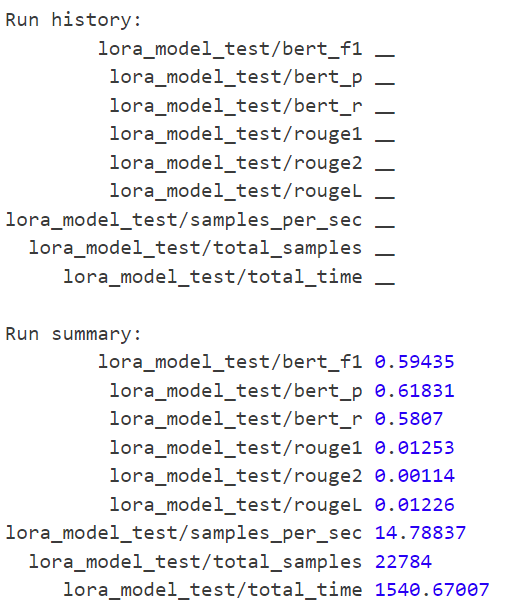 Run history:
lora_model_test/bert_f1 __
lora_model_test/bert_p __
lora_model_test/bert_r __
lora_model_test/rouge1 __
lora_model_test/rouge2 __
lora_model_test/rougeL __
lora_model_test/samples_per_sec __
lora_model_test/total_samples __
lora_model_test/total_time __
Run summary:
lora_model_test/bert_f1 0.59435
lora_model_test/bert_p 0.61831
lora_model_test/bert_r 0.5807
lora_model_test/rouge1 0.01253
lora_model_test/rouge2 0.00114
lora_model_test/rougeL 0.01226
lora_model_test/samples_per_sec 14.78837
lora_model_test/total_samples 22784
lora_model_test/total_time 1540.67007